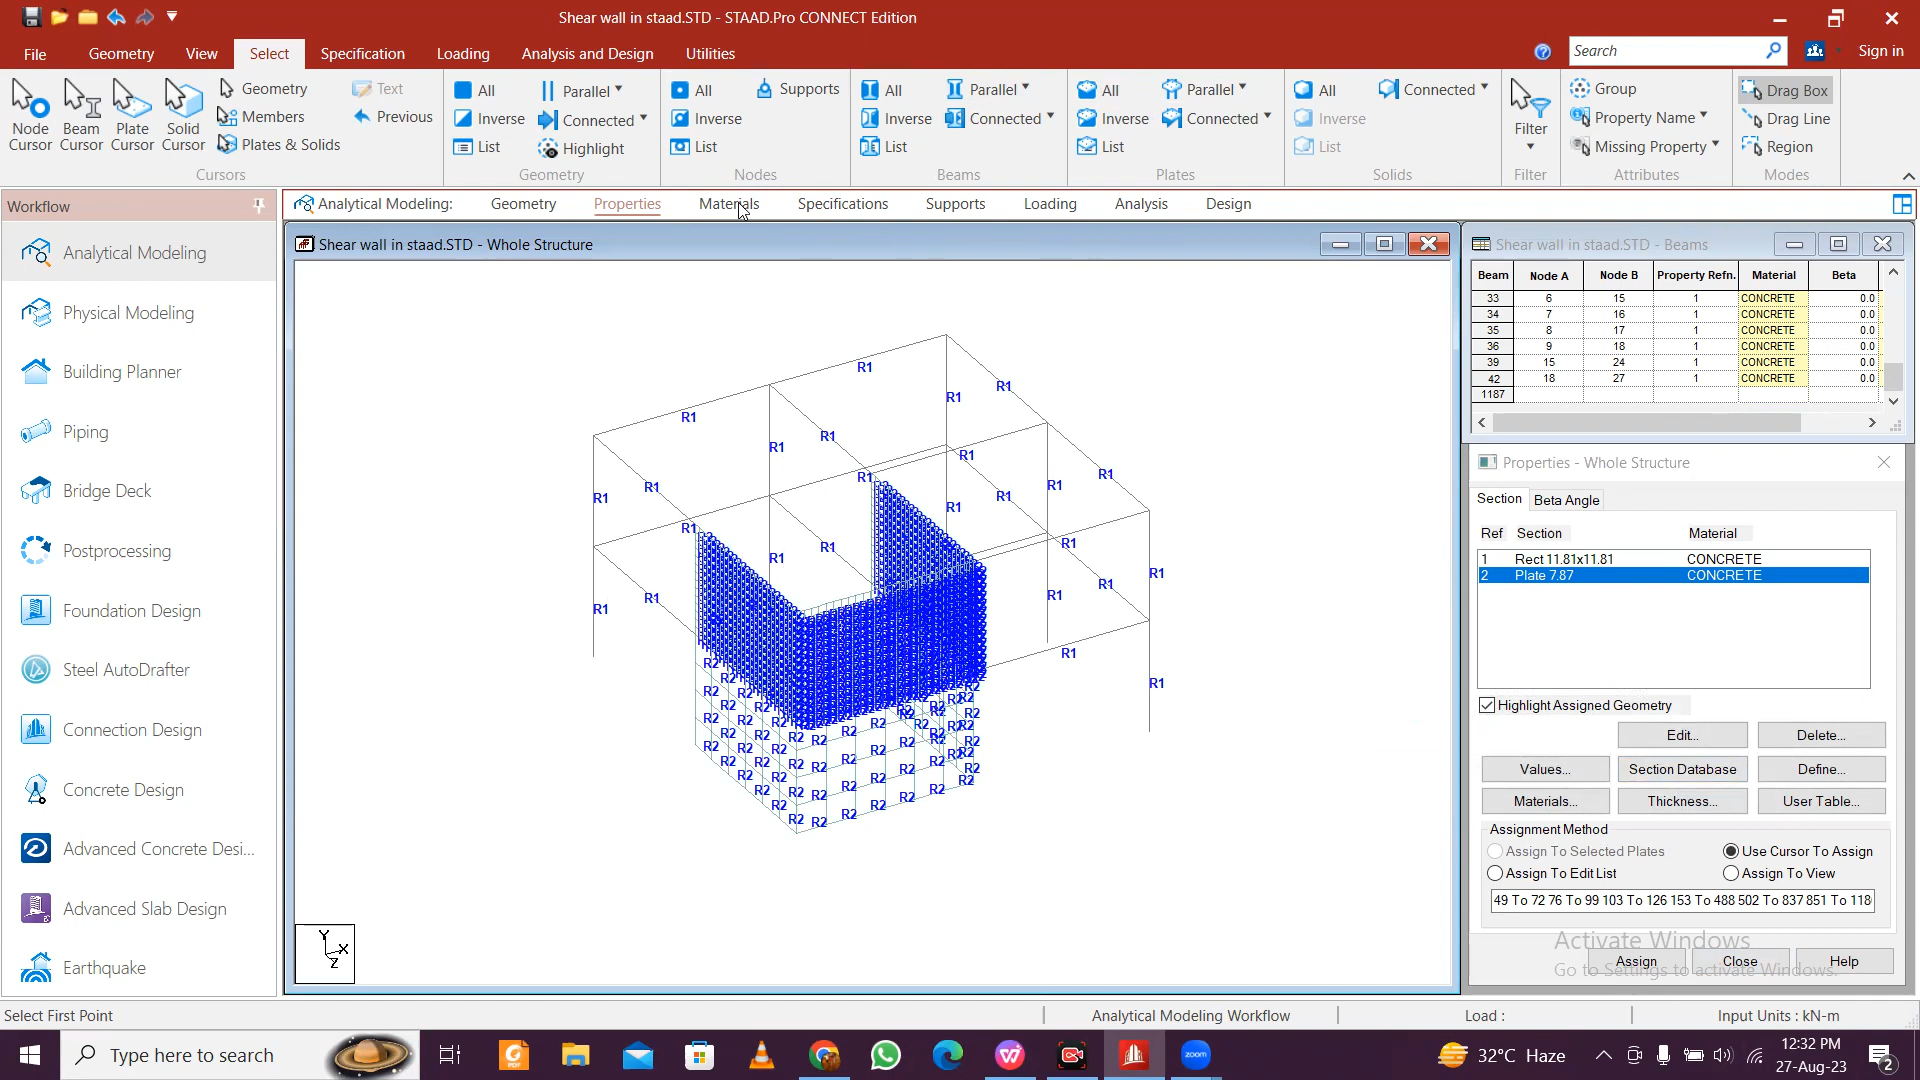 Shear wall in staad.STD - STAAD.Pro CONNECT Edition
File Geometry View Select Specification Loading Analysis and Design Utilities Search Sign in
Node Cursor Beam Cursor Plate Cursor Solid Cursor
Geometry Text
Members Previous
Plates & Solids
Cursors
All Parallel
Inverse Connected
List Highlight
Geometry
All Supports
Inverse
List
Nodes
All Parallel
Inverse Connected
List
Beams
All Parallel
Inverse Connected
List
Plates
All Connected
Inverse
List
Solids
Filter
Filter
Group
Property Name
Missing Property
Attributes
Drag Box
Drag Line
Region
Modes
Workflow
Analytical Modeling: Geometry Properties Materials Specifications Supports Loading Analysis Design
Analytical Modeling
Physical Modeling
Building Planner
Piping
Bridge Deck
Postprocessing
Foundation Design
Steel AutoDrafter
Connection Design
Concrete Design
Advanced Concrete Desi...
Advanced Slab Design
Earthquake
Shear wall in staad.STD - Whole Structure
R1
R2
Y
X
Z
Shear wall in staad.STD - Beams
Beam Node A Node B Property Refn. Material Beta
33 6 15 1 CONCRETE 0.0
34 7 16 1 CONCRETE 0.0
35 8 17 1 CONCRETE 0.0
36 9 18 1 CONCRETE 0.0
39 15 24 1 CONCRETE 0.0
42 18 27 1 CONCRETE 0.0
1187
Properties - Whole Structure
Section Beta Angle
Ref Section Material
1 Rect 11.81x11.81 CONCRETE
2 Plate 7.87 CONCRETE
Highlight Assigned Geometry
Edit... Delete...
Values... Section Database Define...
Materials... Thickness... User Table...
Assignment Method
Assign To Selected Plates Use Cursor To Assign
Assign To Edit List Assign To View
49 To 72 76 To 99 103 To 126 153 To 488 502 To 837 851 To 118
Activate Windows
Go to Settings to activate Windows.
Assign Close Help
Select First Point Analytical Modeling Workflow Load : Input Units : kN-m
Type here to search
zoom
32°C Haze
12:32 PM
27-Aug-23
2